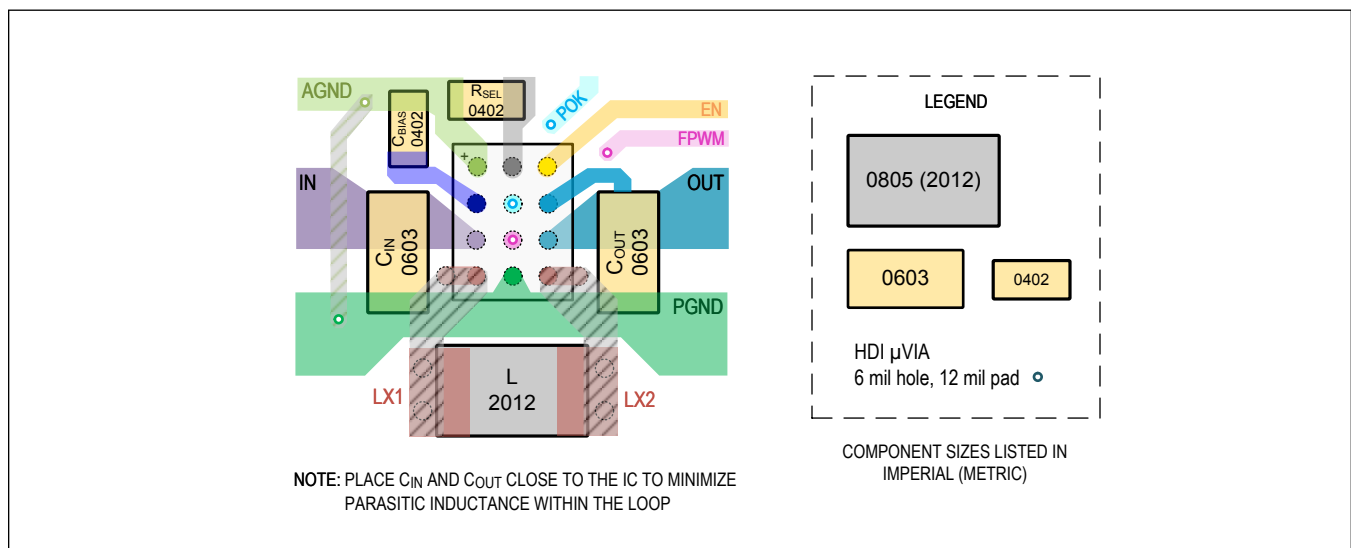 AGND
RSEL
0402
CBIAS
0402
POK
EN
FPWM
+
IN
OUT
CIN
0603
COUT
0603
PGND
L
2012
LX1
LX2
NOTE: PLACE CIN AND COUT CLOSE TO THE IC TO MINIMIZE
PARASITIC INDUCTANCE WITHIN THE LOOP
LEGEND
0805 (2012)
0603
0402
HDI µVIA
6 mil hole, 12 mil pad
COMPONENT SIZES LISTED IN
IMPERIAL (METRIC)